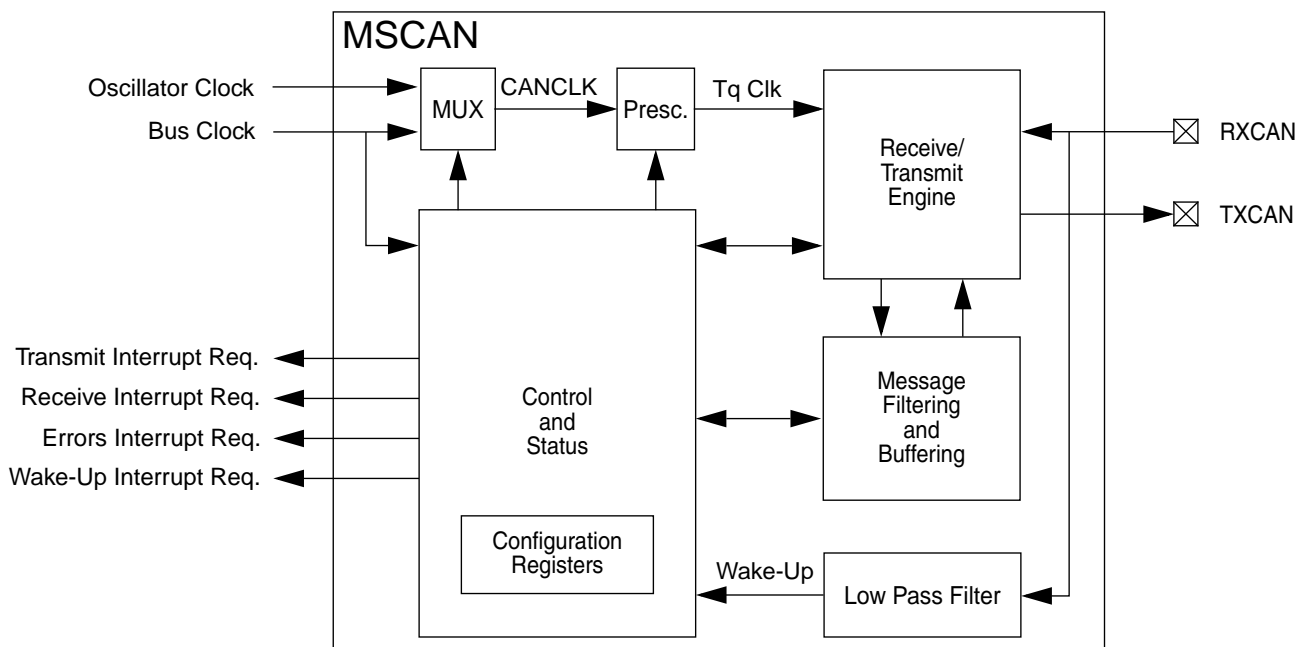 MSCAN
Oscillator Clock
Bus Clock
MUX
CANCLK
Presc.
Tq Clk
Receive/
Transmit
Engine
RXCAN
TXCAN
Transmit Interrupt Req.
Receive Interrupt Req.
Errors Interrupt Req.
Wake-Up Interrupt Req.
Control
and
Status
Message
Filtering
and
Buffering
Configuration
Registers
Wake-Up
Low Pass Filter